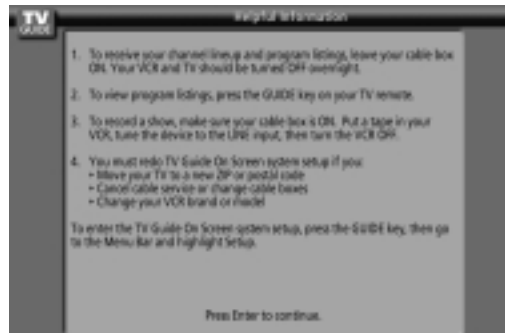 TV
GUIDE
Helpful Information
1. To receive your channel lineup and program listings, leave your cable box
ON. Your VCR and TV should be turned OFF overnight.
2. To view program listings, press the GUIDE key on your TV remote.
3. To record a show, make sure your cable box is ON. Put a tape in your
VCR, tune the device to the LINE input, then turn the VCR OFF.
4. You must redo TV Guide On Screen system setup if you:
• Move your TV to a new ZIP or postal code
• Cancel cable service or change cable boxes
• Change your VCR brand or model
To enter the TV Guide On Screen system setup, press the GUIDE key, then go
to the Menu Bar and highlight Setup.
Press Enter to continue.